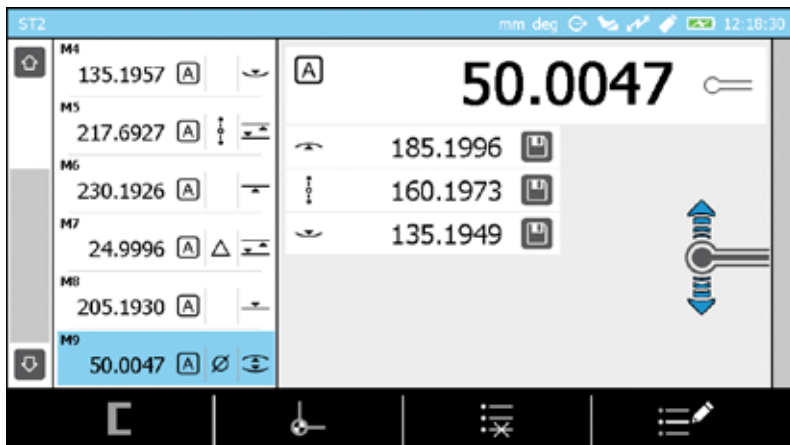 ST2 mm deg 12:18:30
M4
135.1957 A
M5
217.6927 A
M6
230.1926 A
M7
24.9996 A
M8
205.1930 A
M9
50.0047 A Ø
A 50.0047
185.1996
160.1973
135.1949